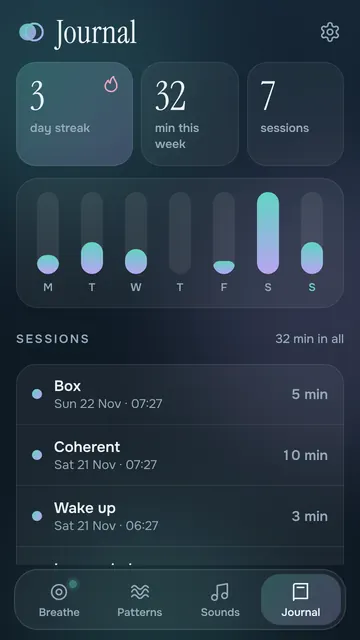 Journal
3
day streak
32
min this
week
7
sessions
M T W T F S S
SESSIONS
32 min in all
Box
Sun 22 Nov · 07:27
5 min
Coherent
Sat 21 Nov · 07:27
10 min
Wake up
Sat 21 Nov · 06:27
3 min
Breathe
Patterns
Sounds
Journal